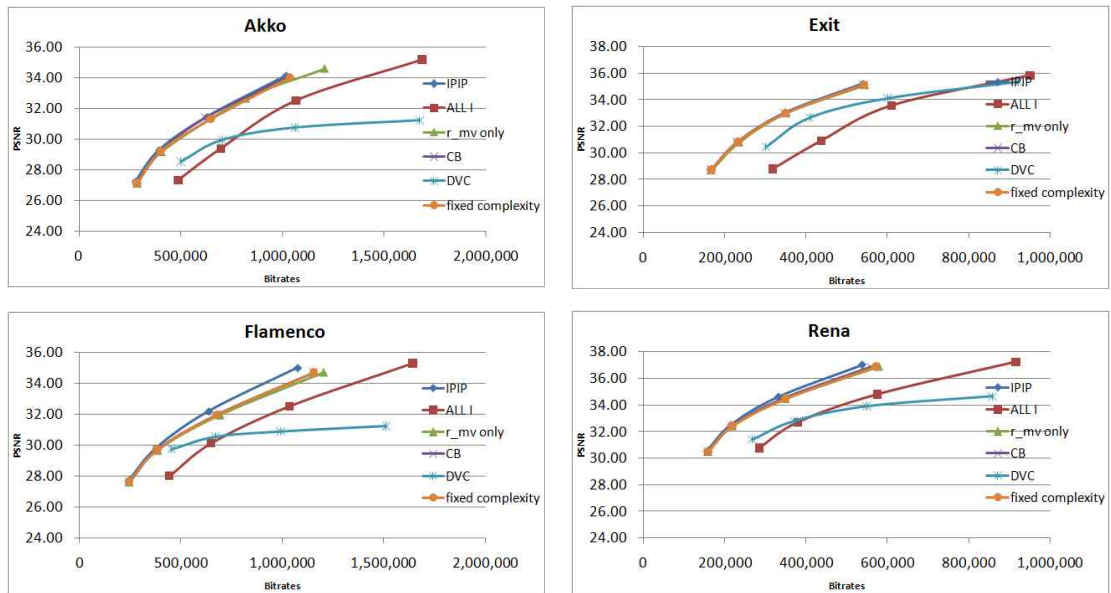 Akko
36.00
34.00
32.00
30.00
28.00
26.00
24.00
PSNR
0
500,000
1,000,000
1,500,000
2,000,000
Bitrates
IPIP
ALL I
r_mv only
CB
DVC
fixed complexity
Exit
38.00
36.00
34.00
32.00
30.00
28.00
26.00
24.00
PSNR
0
200,000
400,000
600,000
800,000
1,000,000
Bitrates
IPIP
ALL I
r_mv only
CB
DVC
fixed complexity
Flamenco
36.00
34.00
32.00
30.00
28.00
26.00
24.00
PSNR
0
500,000
1,000,000
1,500,000
2,000,000
Bitrates
IPIP
ALL I
r_mv only
CB
DVC
fixed complexity
Rena
38.00
36.00
34.00
32.00
30.00
28.00
26.00
24.00
PSNR
0
200,000
400,000
600,000
800,000
1,000,000
Bitrates
IPIP
ALL I
r_mv only
CB
DVC
fixed complexity